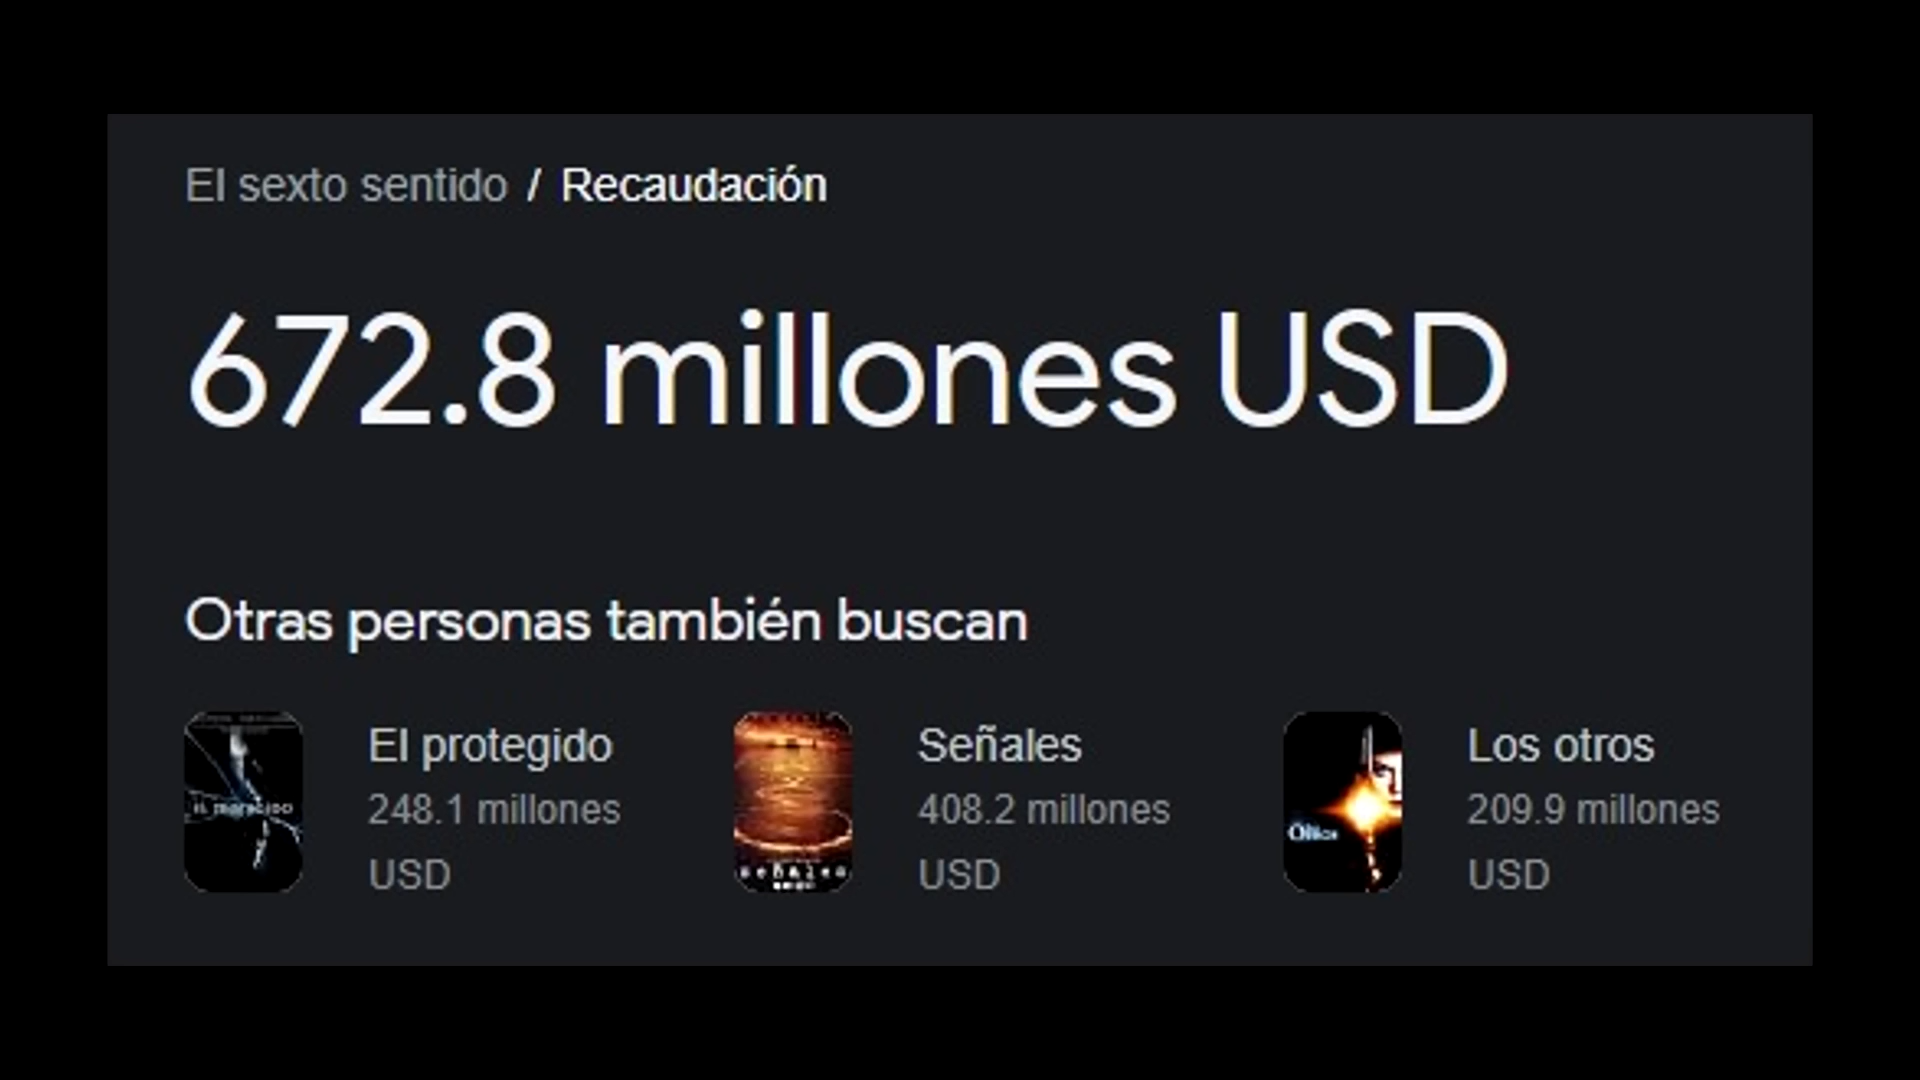 El sexto sentido / Recaudación
672.8 millones USD
Otras personas también buscan
El protegido
248.1 millones
USD
Señales
408.2 millones
USD
Los otros
209.9 millones
USD
señales